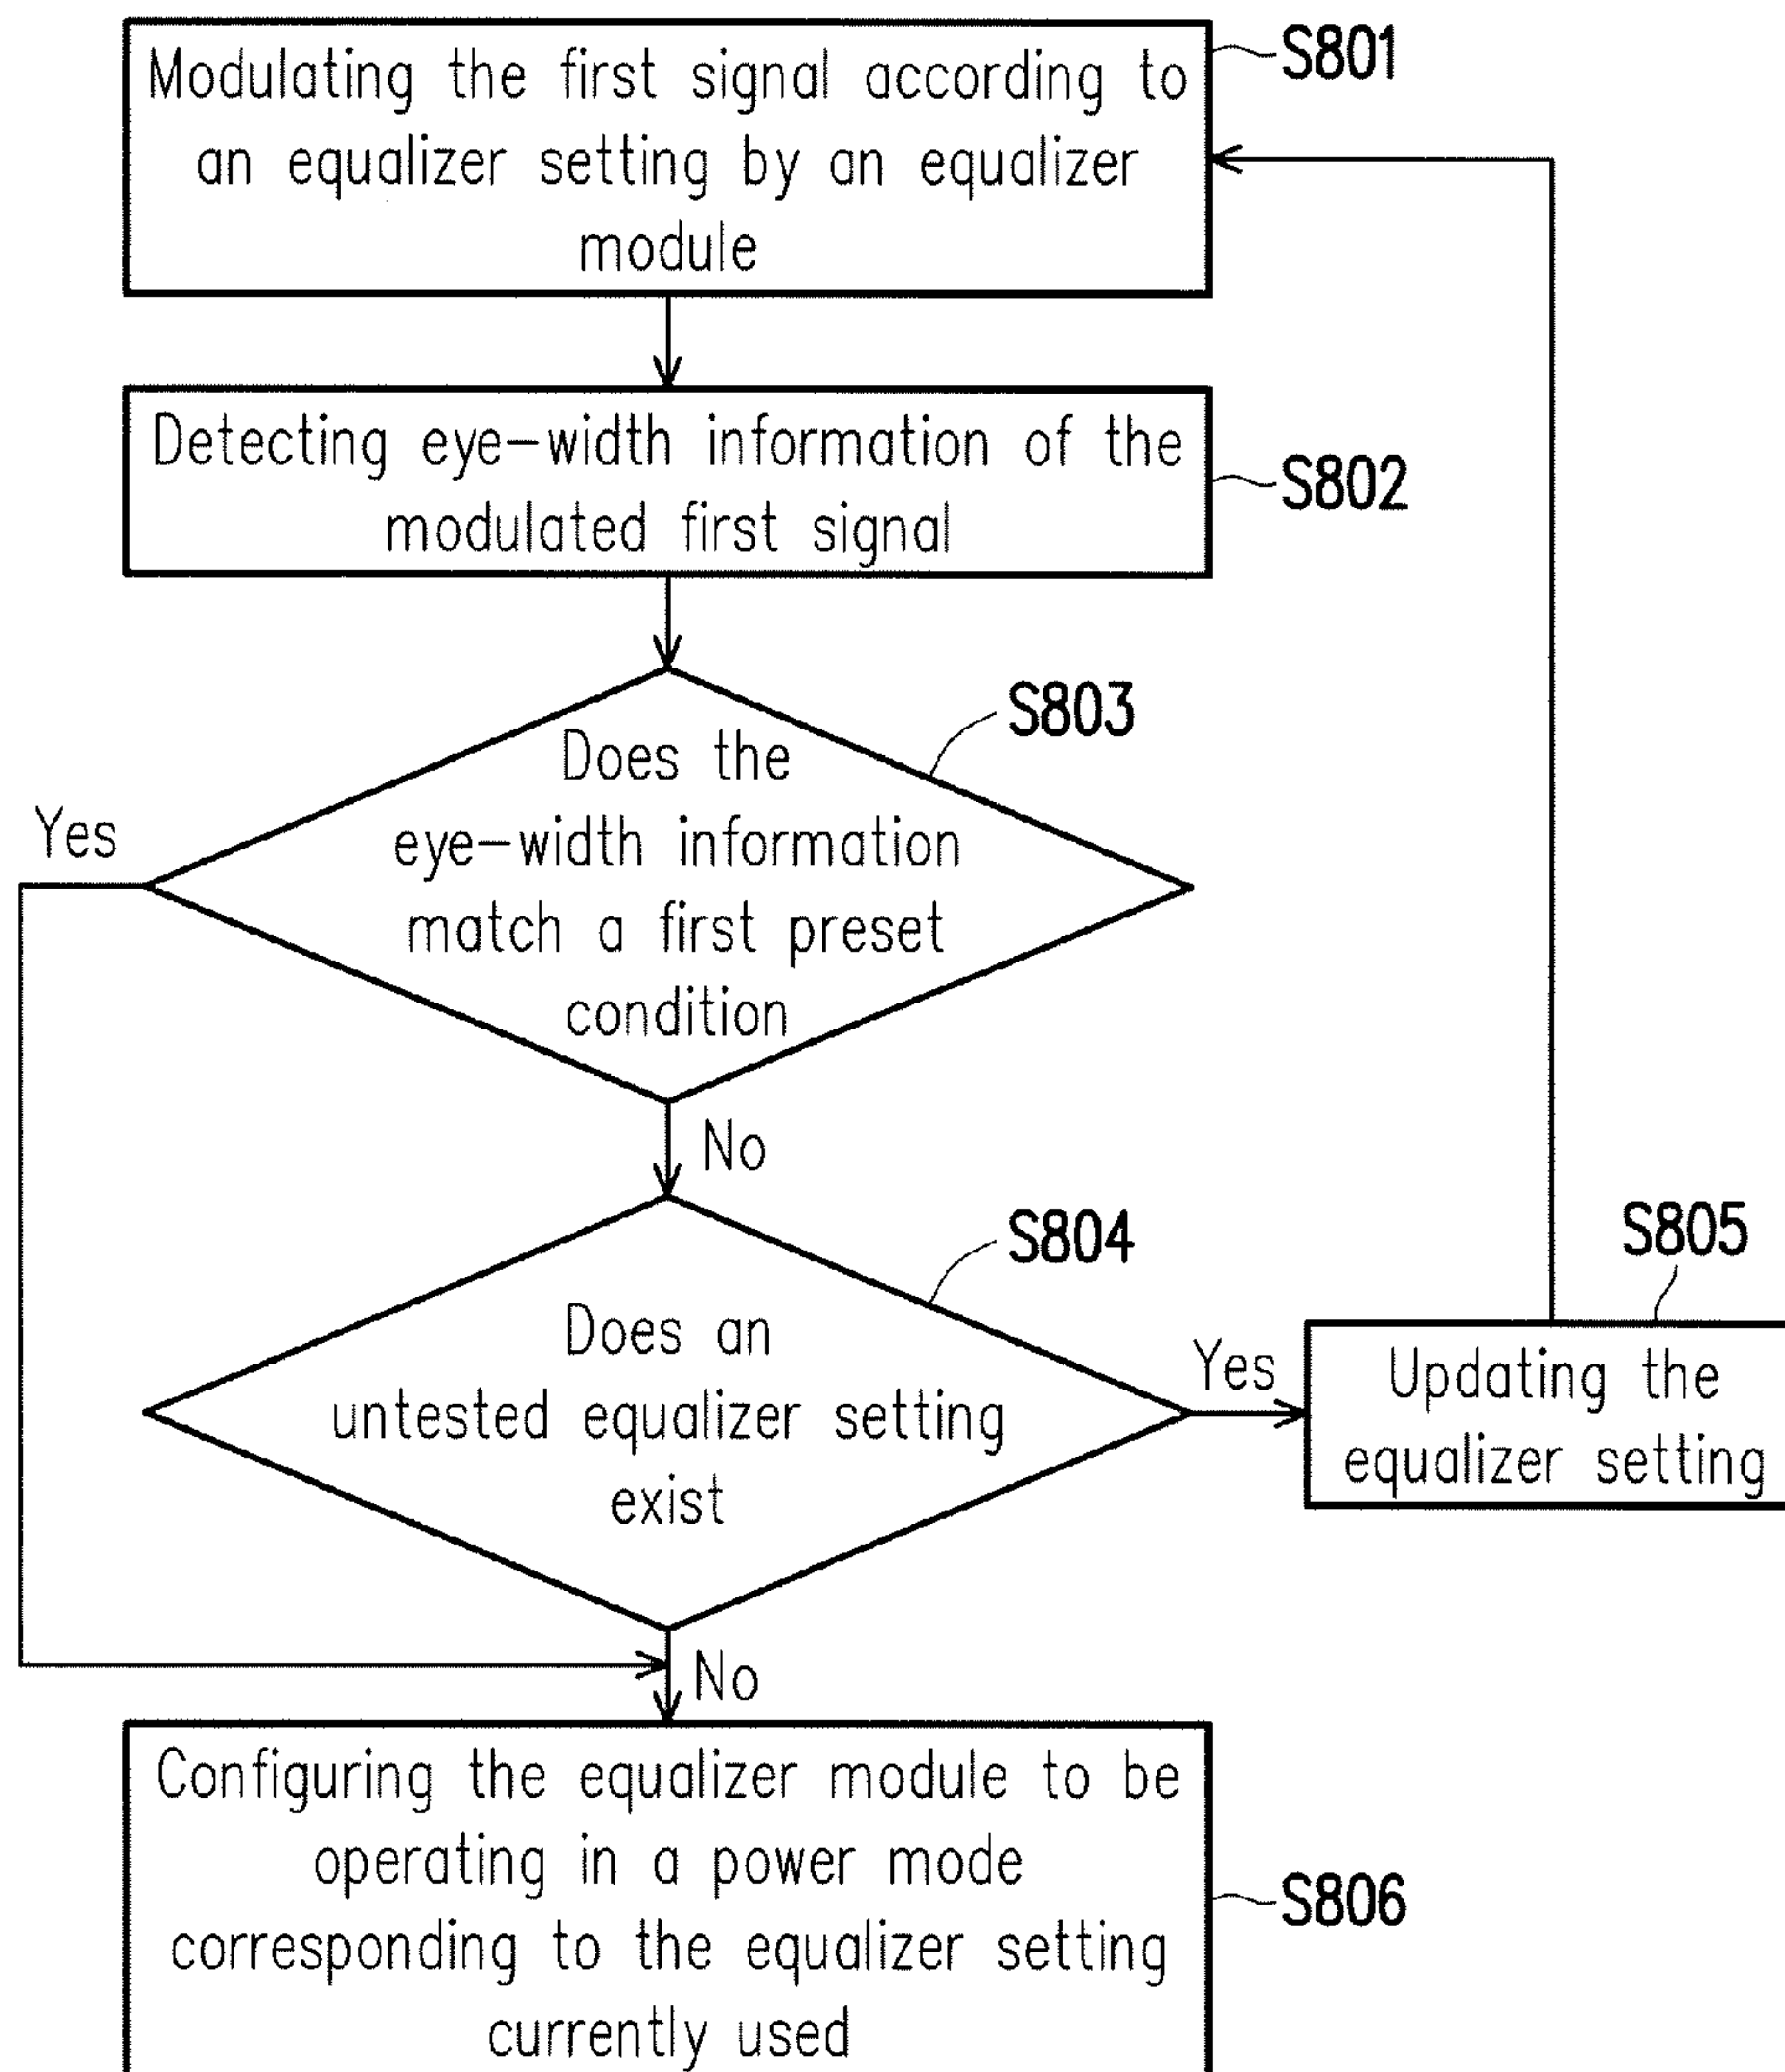 Modulating the first signal according to
an equalizer setting by an equalizer
module
S801
Detecting eye-width information of the
modulated first signal
S802
Does the
eye-width information
match a first preset
condition
S803
Yes
No
Does an
untested equalizer setting
exist
S804
Yes
Updating the
equalizer setting
S805
No
Configuring the equalizer module to be
operating in a power mode
corresponding to the equalizer setting
currently used
S806